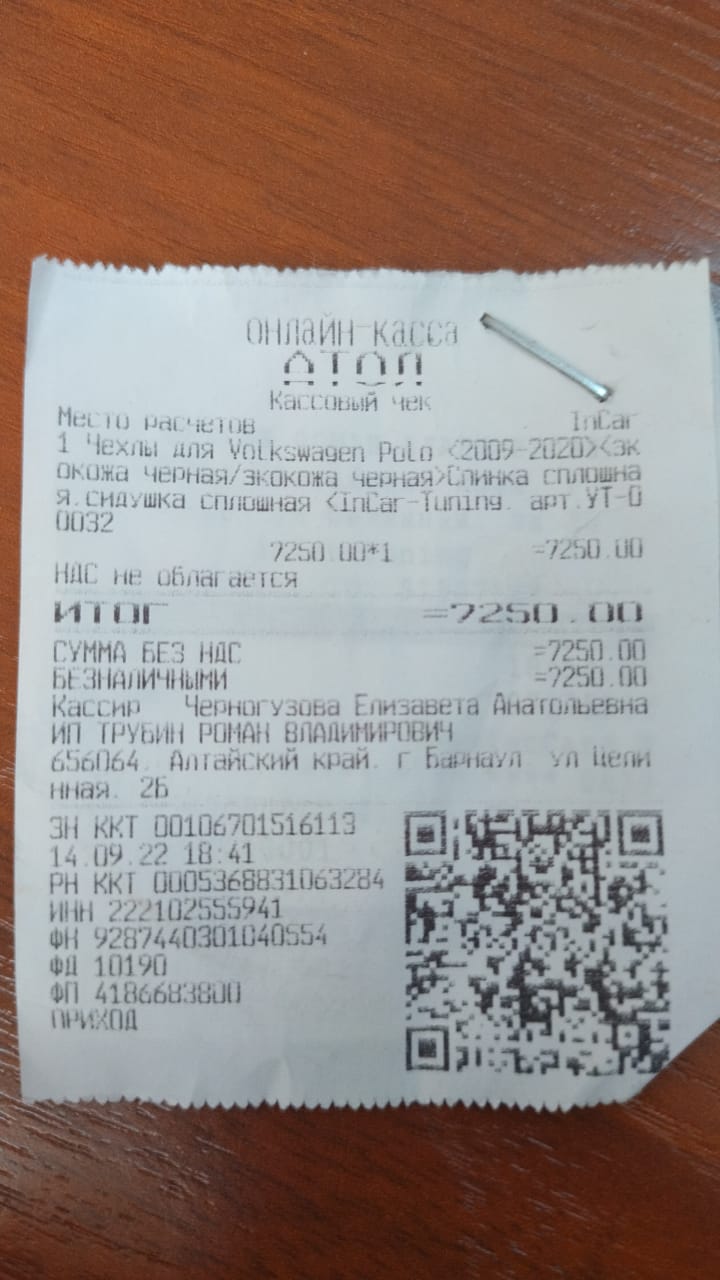 ОНЛАЙН-КАССА
АТОЛ
Кассовый чек
Место расчетов InCar
1 Чехлы для Volkswagen Polo <2009-2020><эк
окожа черная/экокожа черная>Спинка сплошна
я.сидушка сплошная <InCar-Tuning. арт.УТ-0
0032
7250.00*1 =7250.00
НДС не облагается
ИТОГ =7250.00
СУММА БЕЗ НДС =7250.00
БЕЗНАЛИЧНЫМИ =7250.00
Кассир Черногузова Елизавета Анатольевна
ИП ТРУБИН РОМАН ВЛАДИМИРОВИЧ
656064. Алтайский край. г Барнаул ул Цели
нная. 2Б
ЗН ККТ 00106701516113
14.09.22 18:41
РН ККТ 0005368831063284
ИНН 222102555941
ФН 9287440301040554
ФД 10190
ФП 4186683800
ПРИХОД